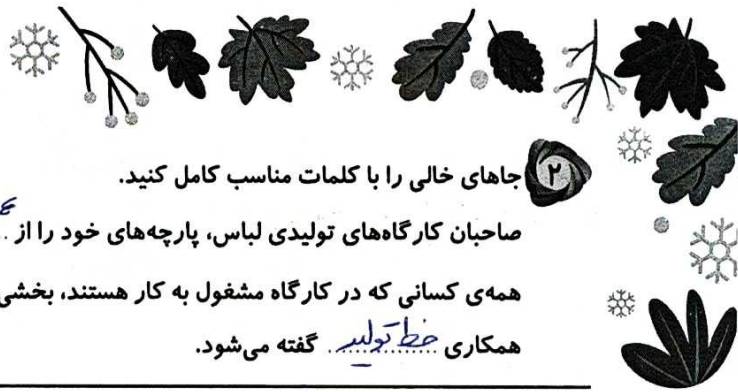 ۲ جاهای خالی را با کلمات مناسب کامل کنید.
صاحبان کارگاه‌های تولیدی لباس، پارچه‌های خود را از ..
همه‌ی کسانی که در کارگاه مشغول به کار هستند، بخشی
همکاری خط تولید گفته می‌شود.